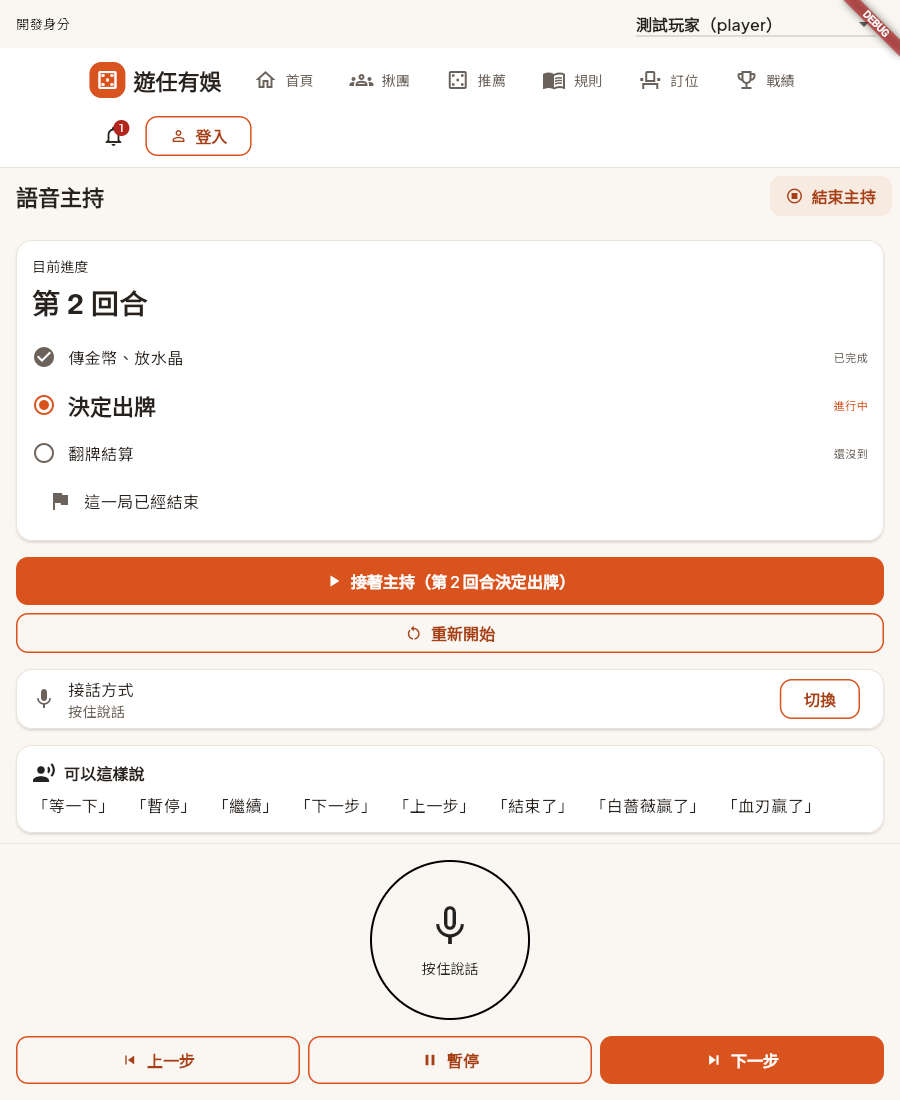 開發身分
測試玩家（player）
DEBUG
遊任有娛
首頁
揪團
推薦
規則
訂位
戰績
1
登入
語音主持
結束主持
目前進度
第 2 回合
傳金幣、放水晶
已完成
決定出牌
進行中
翻牌結算
還沒到
這一局已經結束
接著主持（第 2 回合決定出牌）
重新開始
接話方式
按住說話
切換
可以這樣說
「等一下」 「暫停」 「繼續」 「下一步」 「上一步」 「結束了」 「白薔薇贏了」 「血刃贏了」
按住說話
上一步
暫停
下一步